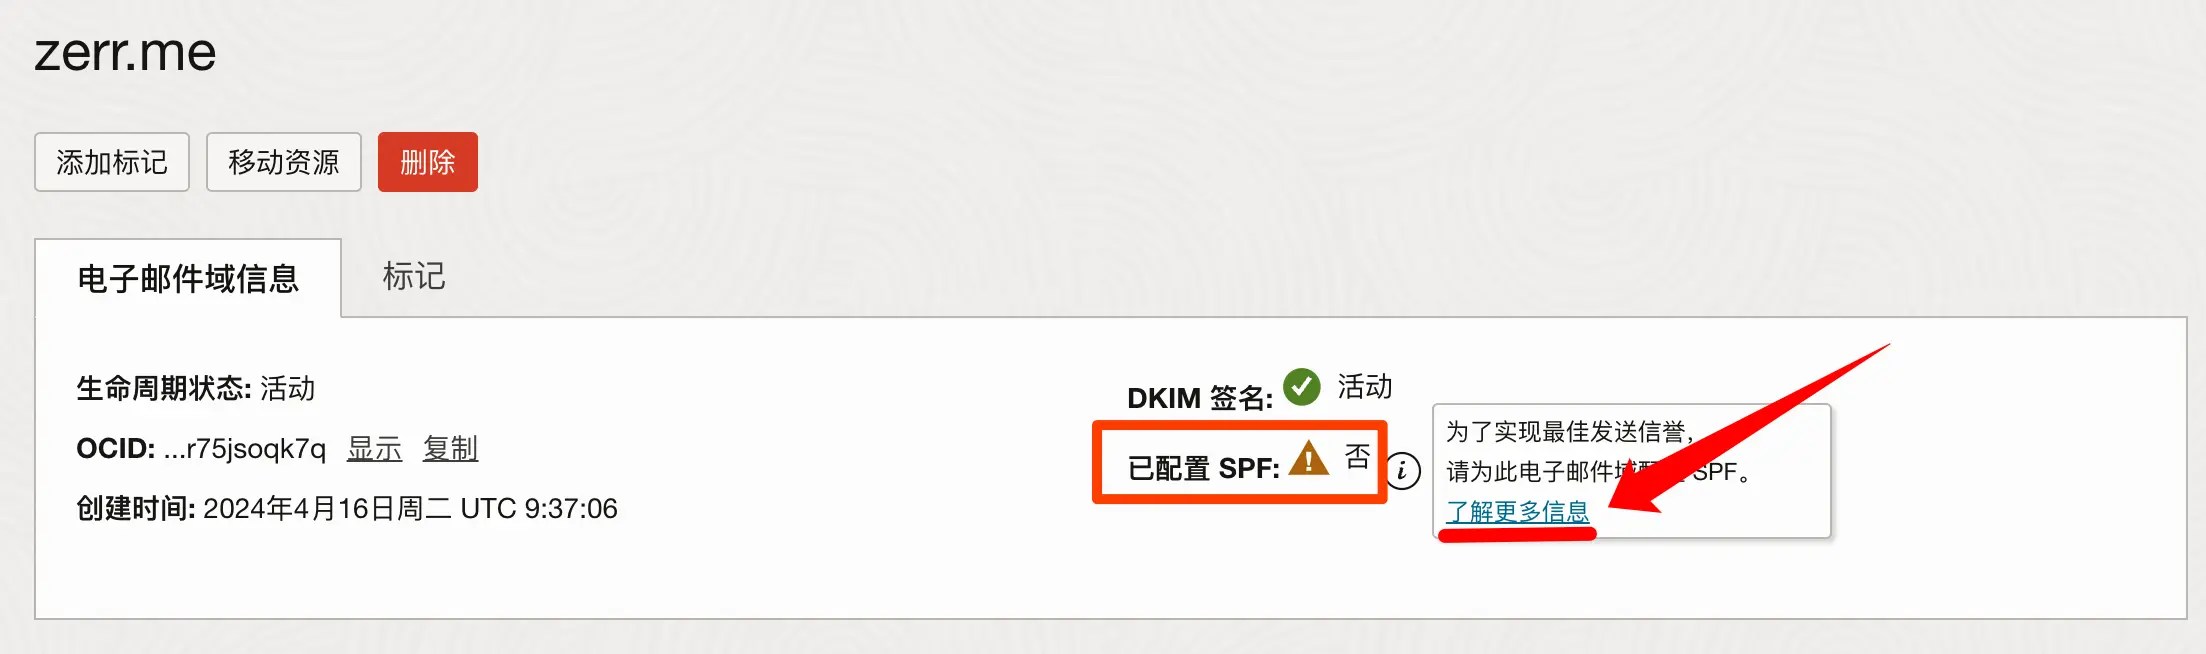 zerr.me
添加标记 移动资源 删除
电子邮件域信息 标记
生命周期状态: 活动
OCID: ...r75jsoqk7q 显示 复制
创建时间: 2024年4月16日周二 UTC 9:37:06
DKIM 签名: 活动
已配置 SPF: 否
为了实现最佳发送信誉,
请为此电子邮件域 SPF。
了解更多信息